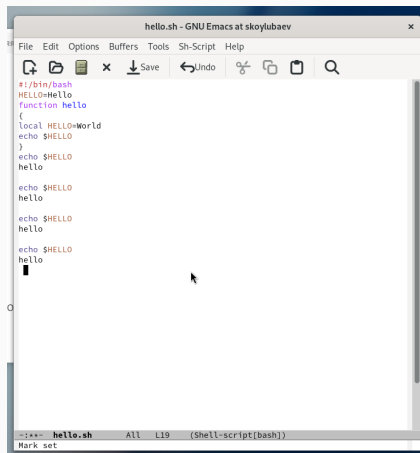 hello.sh - GNU Emacs at skoylubaev
File Edit Options Buffers Tools Sh-Script Help
Save Undo
#!/bin/bash
HELLO=Hello
function hello
{
local HELLO=World
echo $HELLO
}
echo $HELLO
hello
echo $HELLO
hello
echo $HELLO
hello
echo $HELLO
hello
-:**- hello.sh All L19 (Shell-script[bash])
Mark set